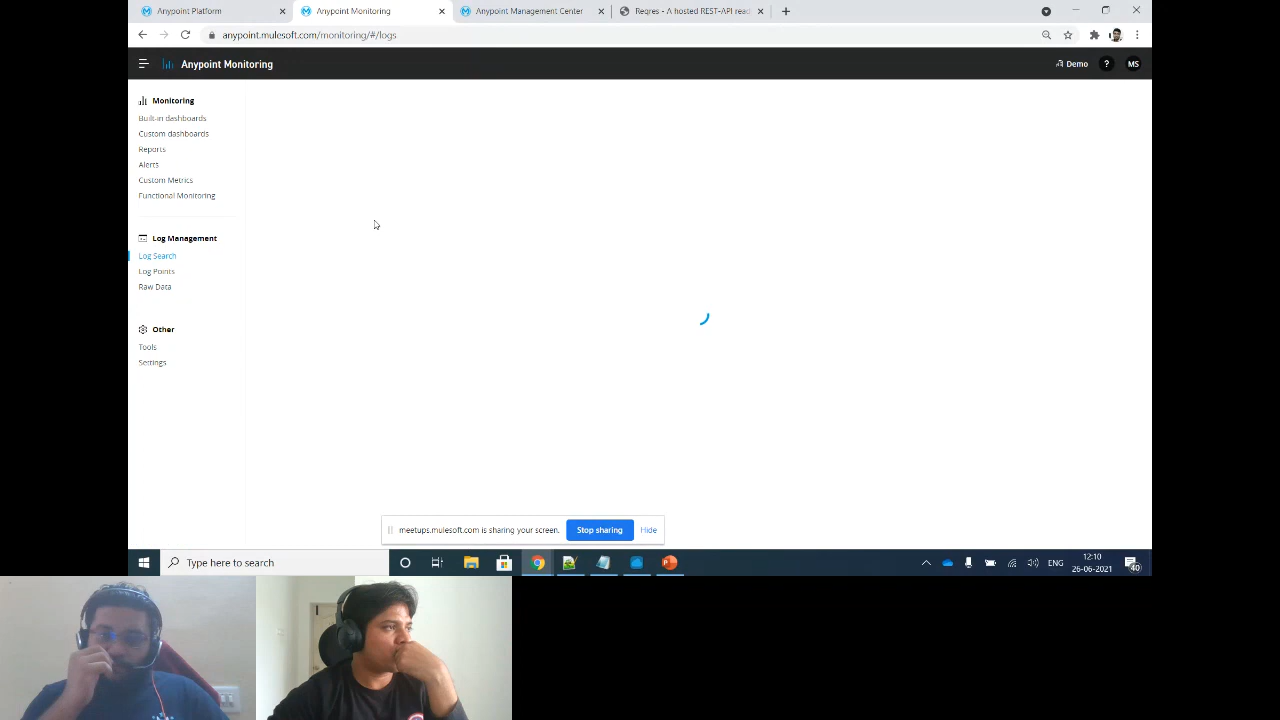 Anypoint Platform
Anypoint Monitoring
Anypoint Management Center
Reqres - A hosted REST-API read
anypoint.mulesoft.com/monitoring/#/logs
Anypoint Monitoring
Demo
?
MS
Monitoring
Built-in dashboards
Custom dashboards
Reports
Alerts
Custom Metrics
Functional Monitoring
Log Management
Log Search
Log Points
Raw Data
Other
Tools
Settings
meetups.mulesoft.com is sharing your screen.
Stop sharing
Hide
Type here to search
ENG
12:10
26-06-2021
40